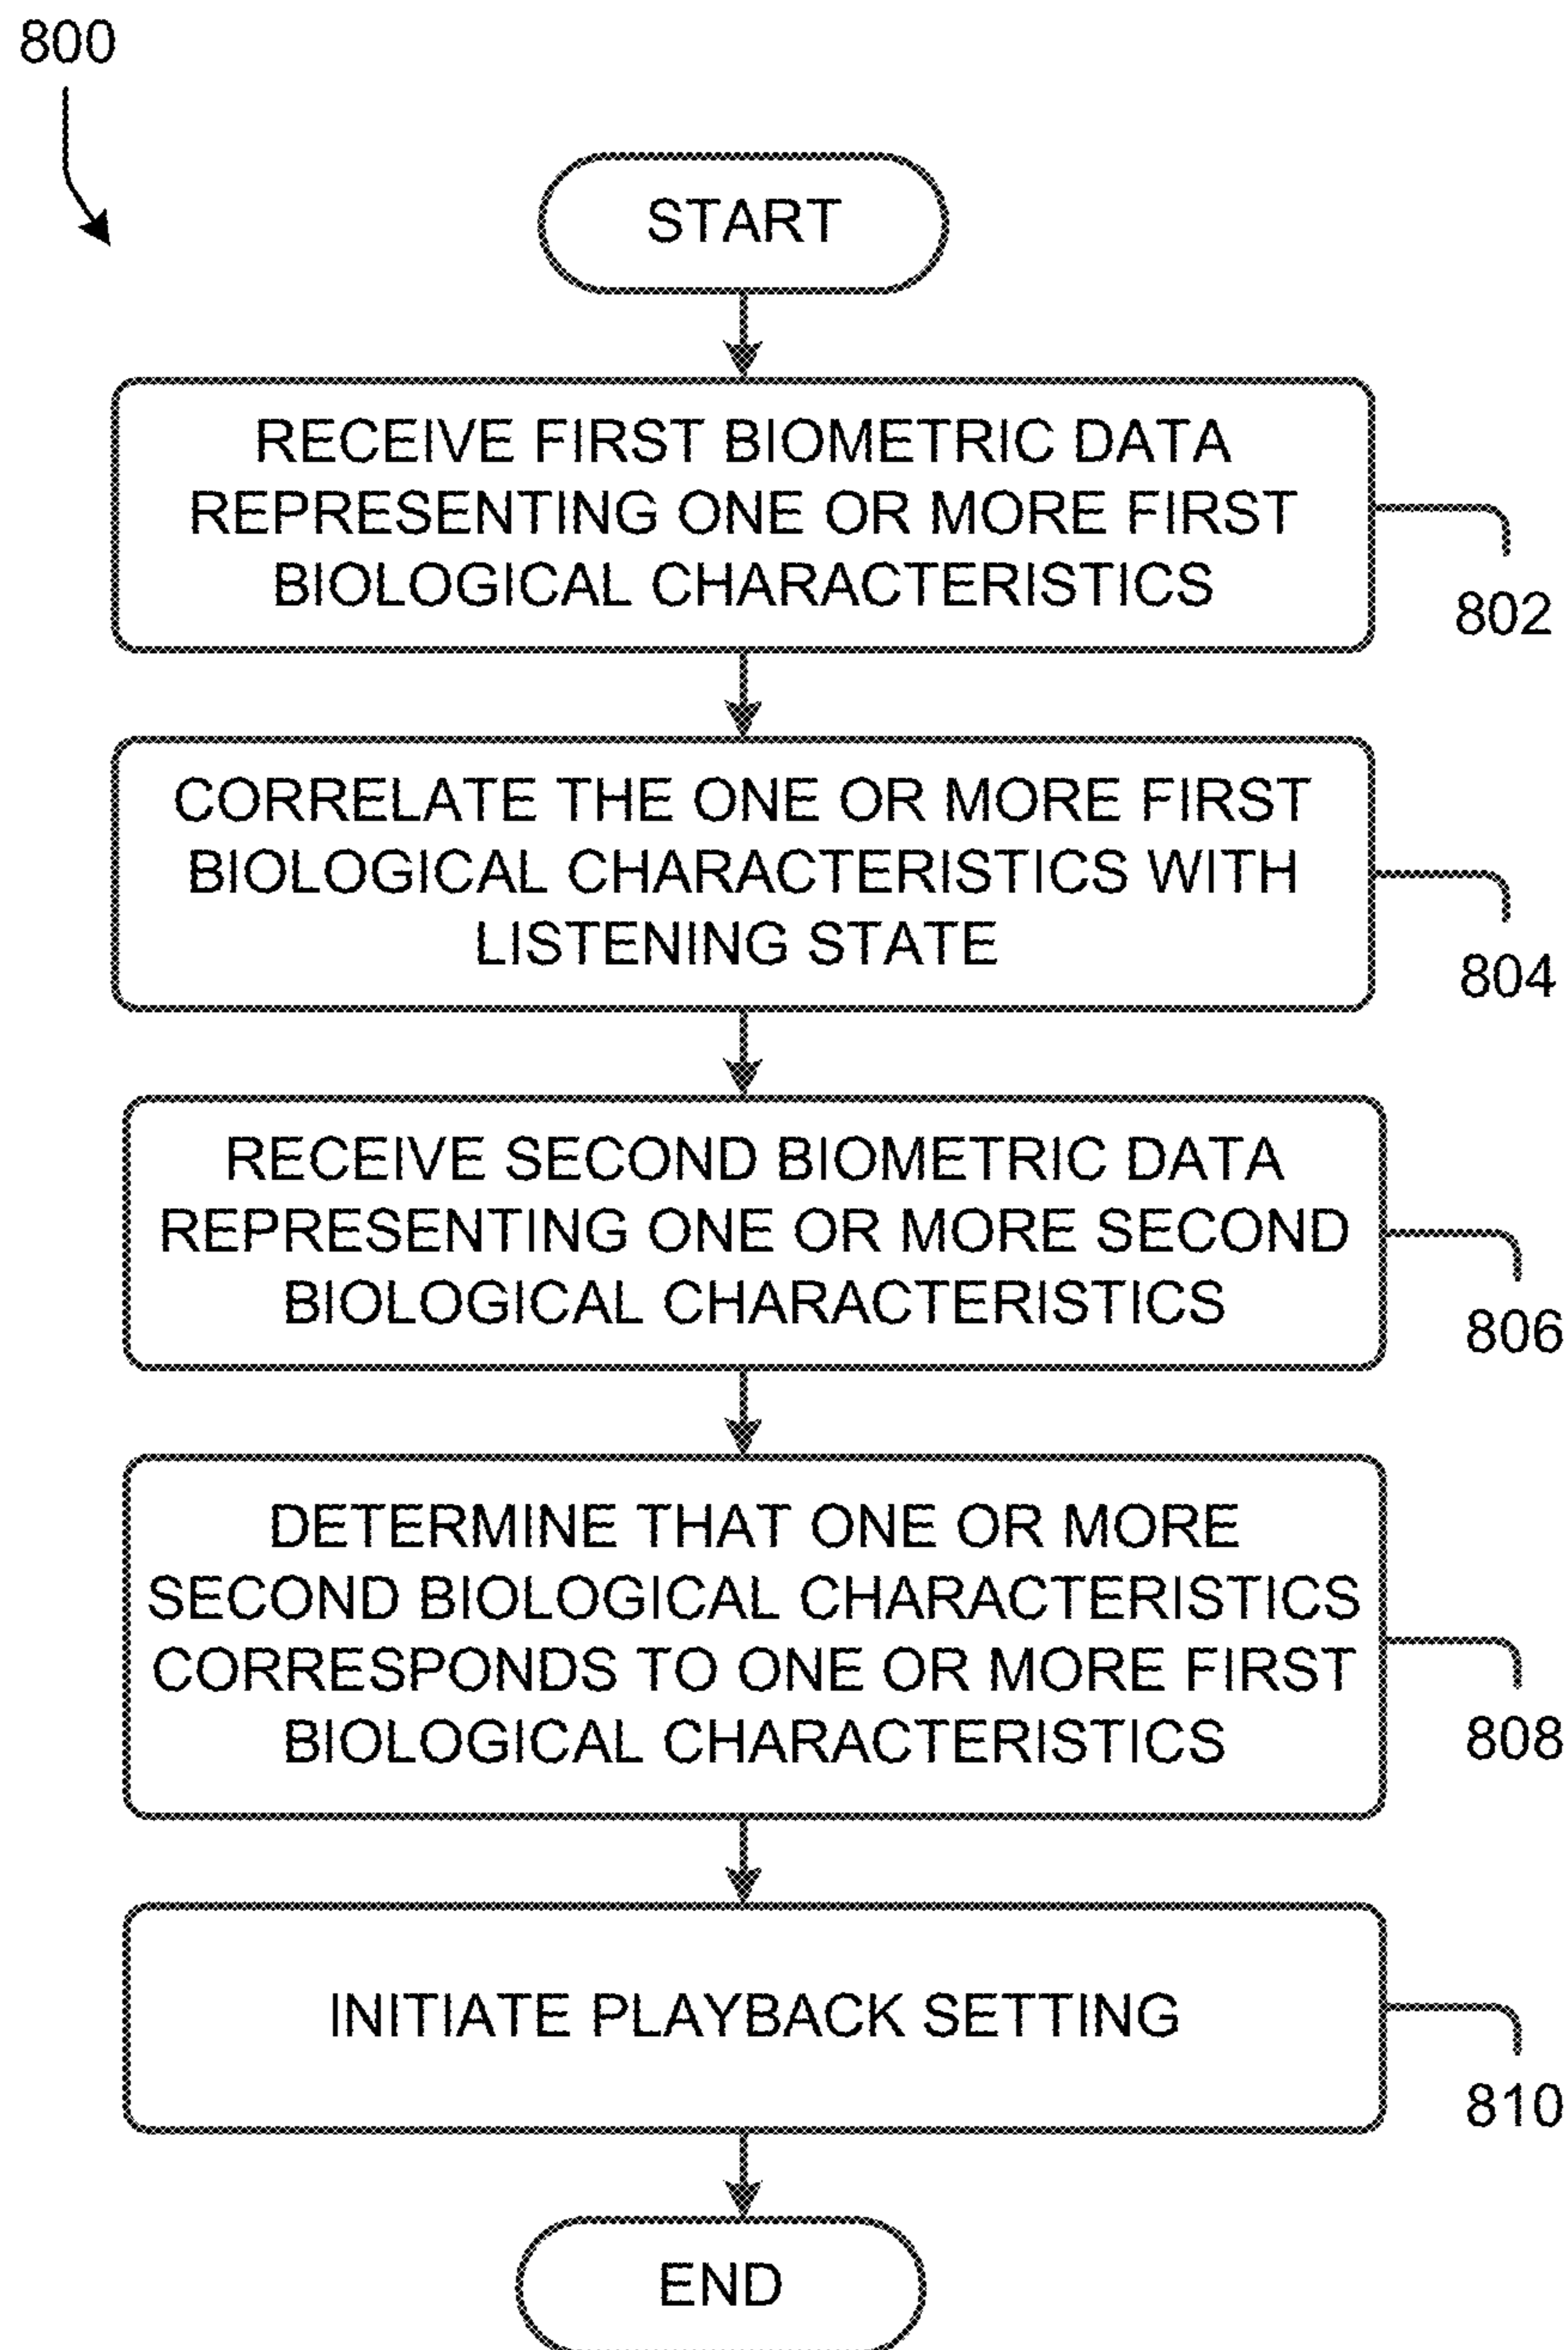 800
START
RECEIVE FIRST BIOMETRIC DATA
REPRESENTING ONE OR MORE FIRST
BIOLOGICAL CHARACTERISTICS
802
CORRELATE THE ONE OR MORE FIRST
BIOLOGICAL CHARACTERISTICS WITH
LISTENING STATE
804
RECEIVE SECOND BIOMETRIC DATA
REPRESENTING ONE OR MORE SECOND
BIOLOGICAL CHARACTERISTICS
806
DETERMINE THAT ONE OR MORE
SECOND BIOLOGICAL CHARACTERISTICS
CORRESPONDS TO ONE OR MORE FIRST
BIOLOGICAL CHARACTERISTICS
808
INITIATE PLAYBACK SETTING
810
END